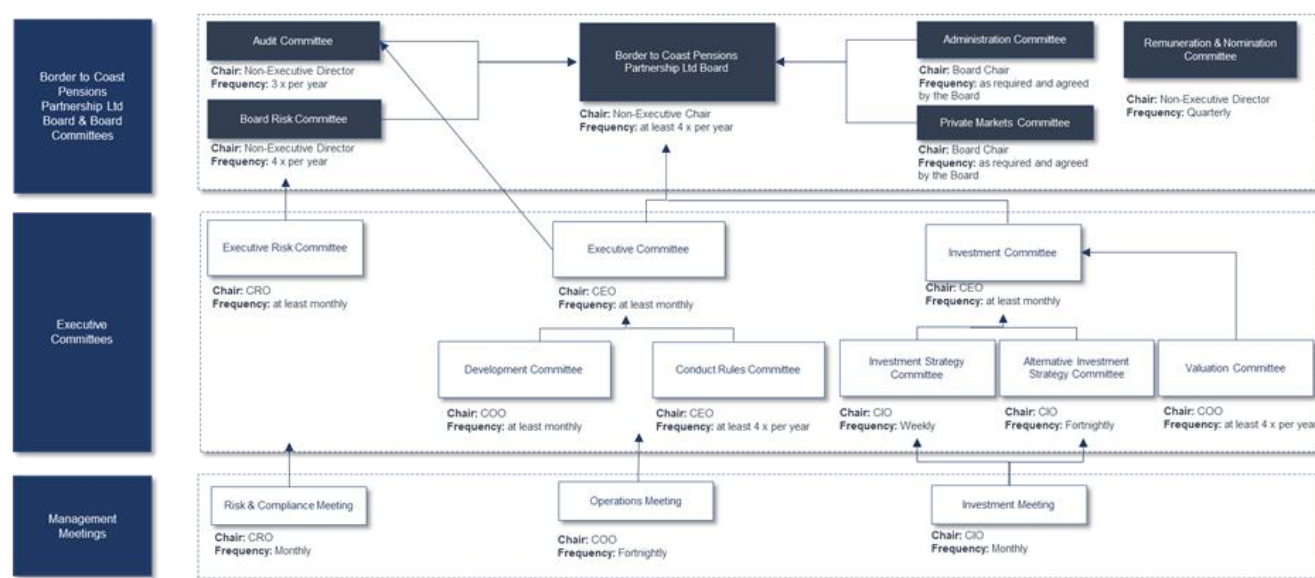 Border to Coast
Pensions
Partnership Ltd
Board & Board
Committees
Audit Committee
Chair: Non-Executive Director
Frequency: 3 x per year
Board Risk Committee
Chair: Non-Executive Director
Frequency: 4 x per year
Border to Coast Pensions
Partnership Ltd Board
Chair: Non-Executive Chair
Frequency: at least 4 x per year
Administration Committee
Chair: Board Chair
Frequency: as required and agreed
by the Board
Private Markets Committee
Chair: Board Chair
Frequency: as required and agreed
by the Board
Remuneration & Nomination
Committee
Chair: Non-Executive Director
Frequency: Quarterly
Executive
Committees
Executive Risk Committee
Chair: CRO
Frequency: at least monthly
Executive Committee
Chair: CEO
Frequency: at least monthly
Investment Committee
Chair: CEO
Frequency: at least monthly
Development Committee
Chair: COO
Frequency: at least monthly
Conduct Rules Committee
Chair: CEO
Frequency: at least 4 x per year
Investment Strategy
Committee
Chair: CIO
Frequency: Weekly
Alternative Investment
Strategy Committee
Chair: CIO
Frequency: Fortnightly
Valuation Committee
Chair: COO
Frequency: at least 4 x per year
Management
Meetings
Risk & Compliance Meeting
Chair: CRO
Frequency: Monthly
Operations Meeting
Chair: COO
Frequency: Fortnightly
Investment Meeting
Chair: CIO
Frequency: Monthly